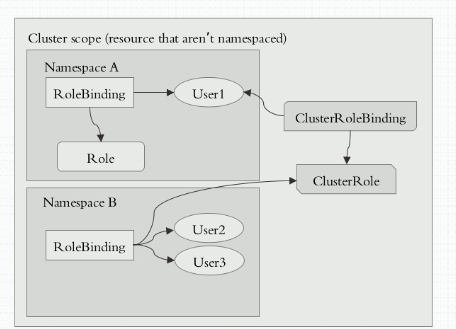 Cluster scope (resource that aren't namespaced)
Namespace A
RoleBinding
User1
ClusterRoleBinding
Role
ClusterRole
Namespace B
User2
RoleBinding
User3